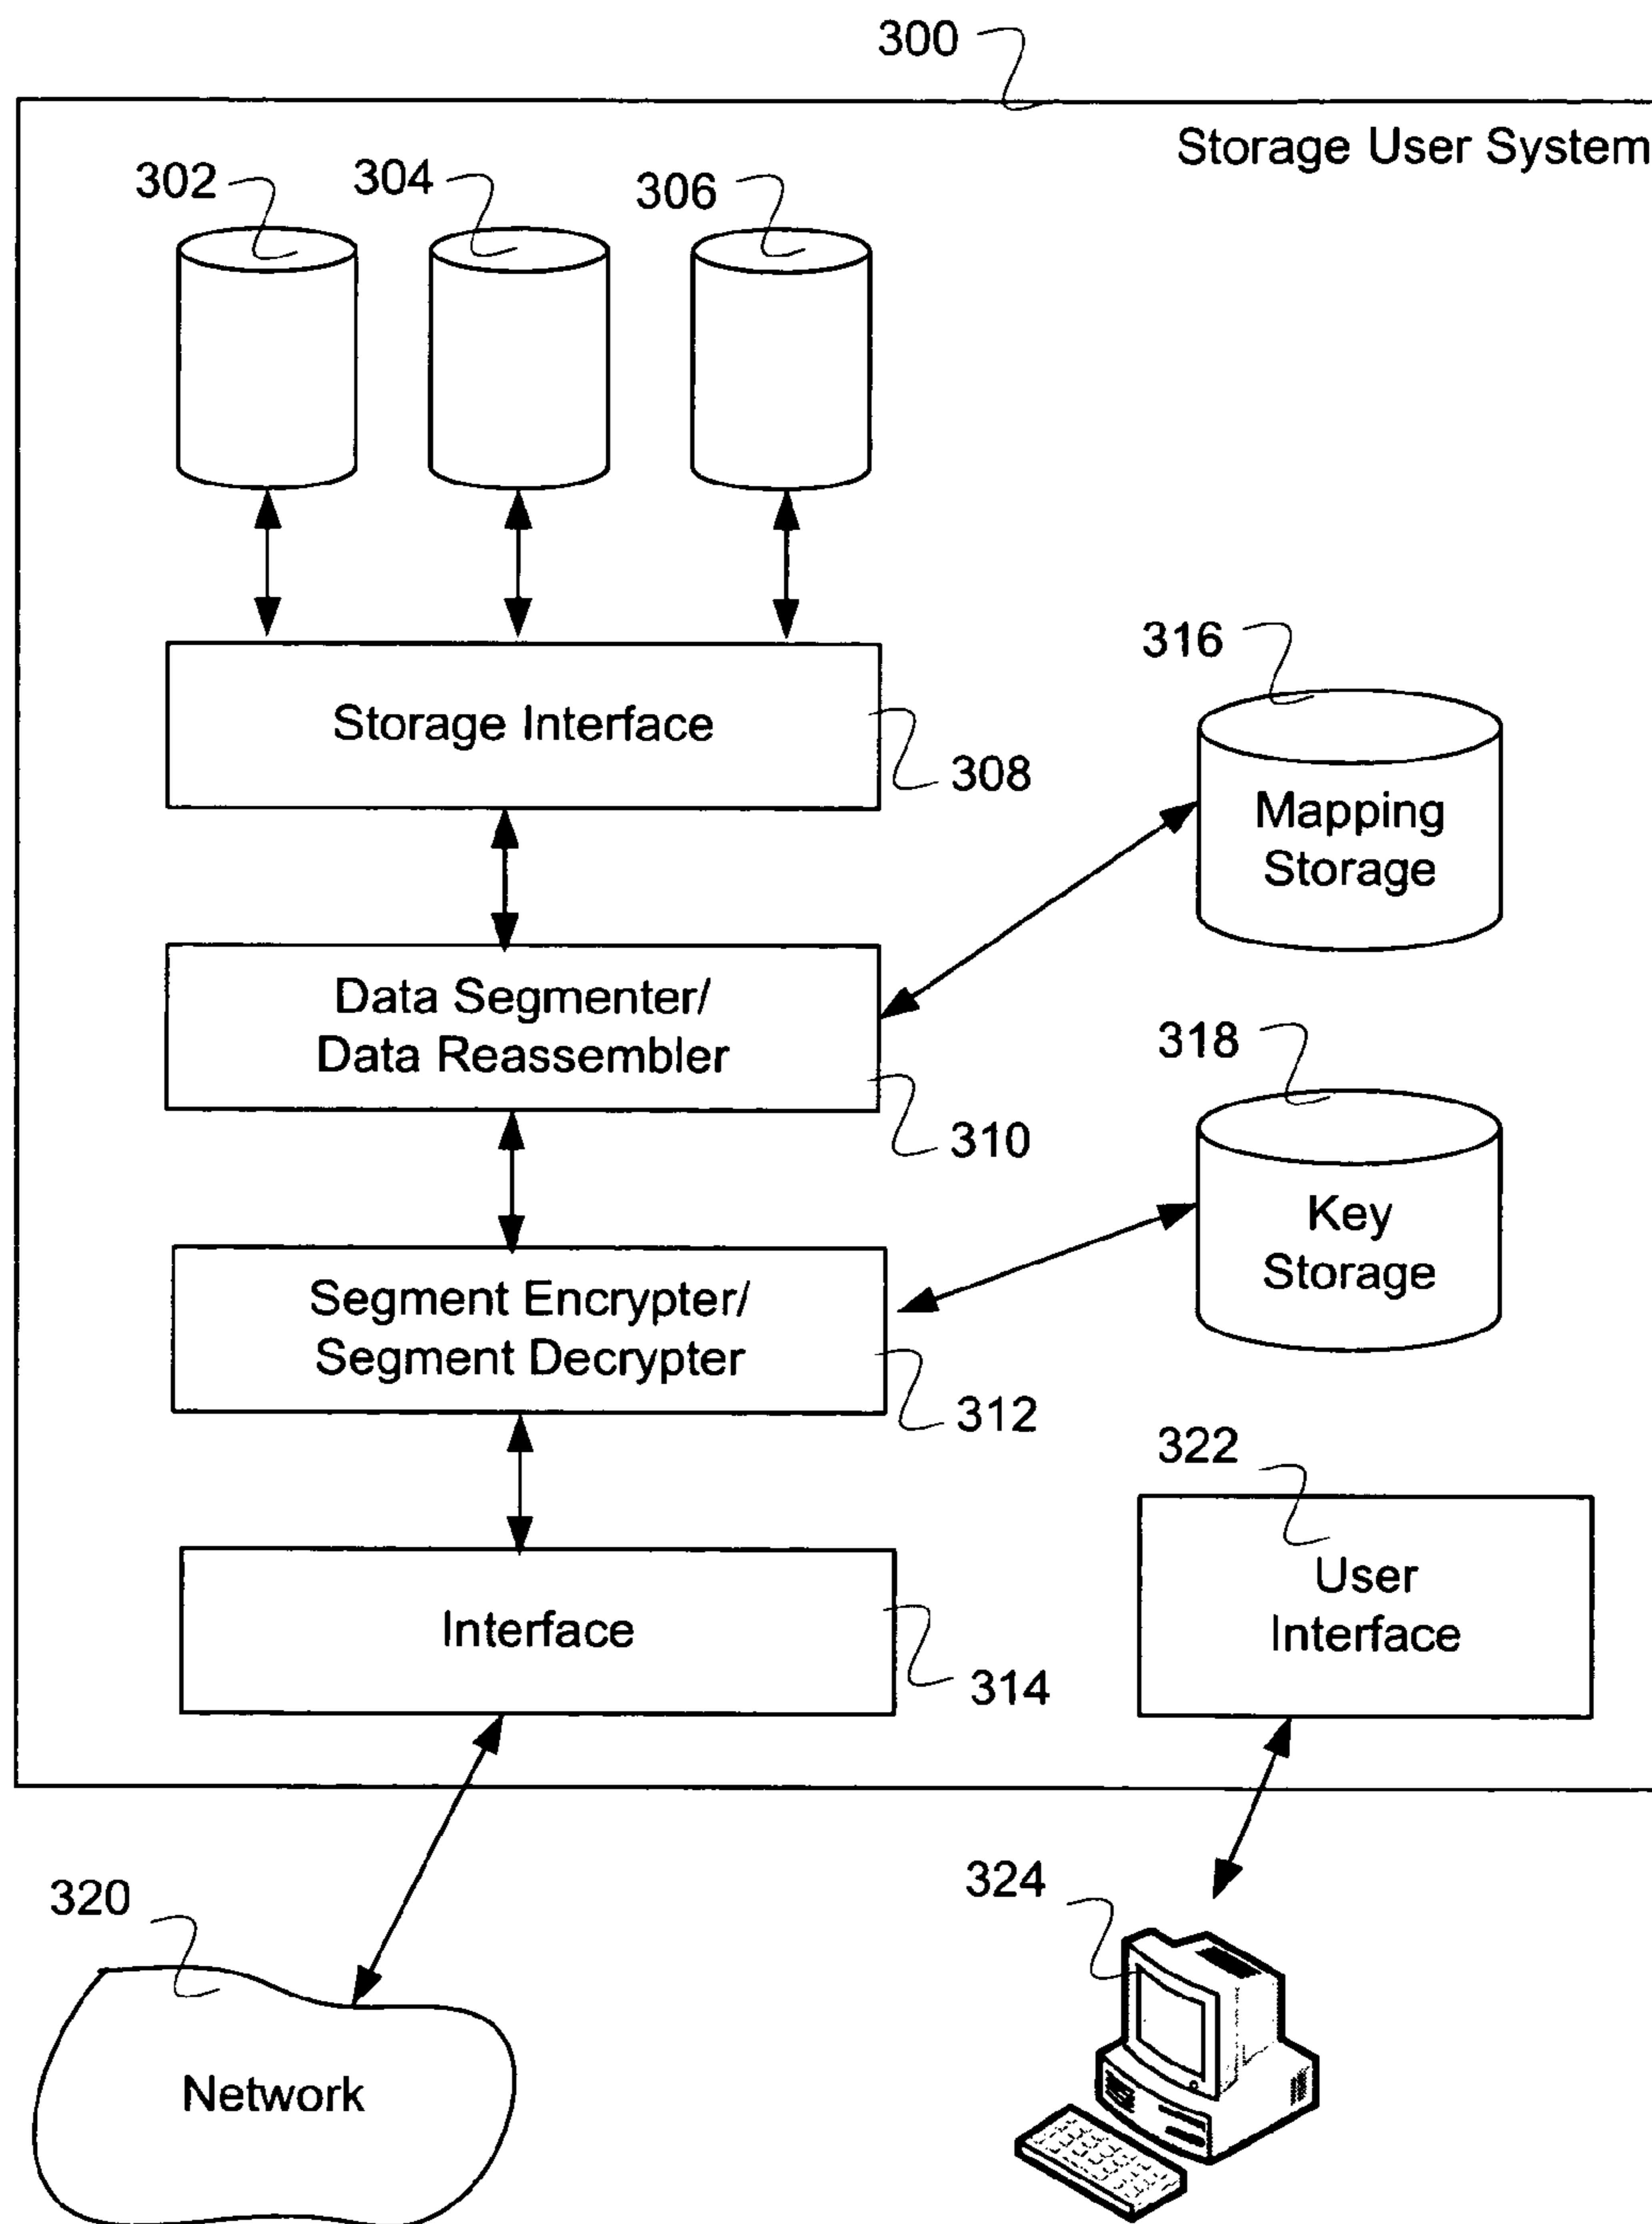 300
Storage User System
302
304
306
316
Storage Interface
308
Mapping
Storage
Data Segmenter/
Data Reassembler
318
310
Key
Storage
Segment Encrypter/
Segment Decrypter
312
322
User
Interface
Interface
314
324
320
Network